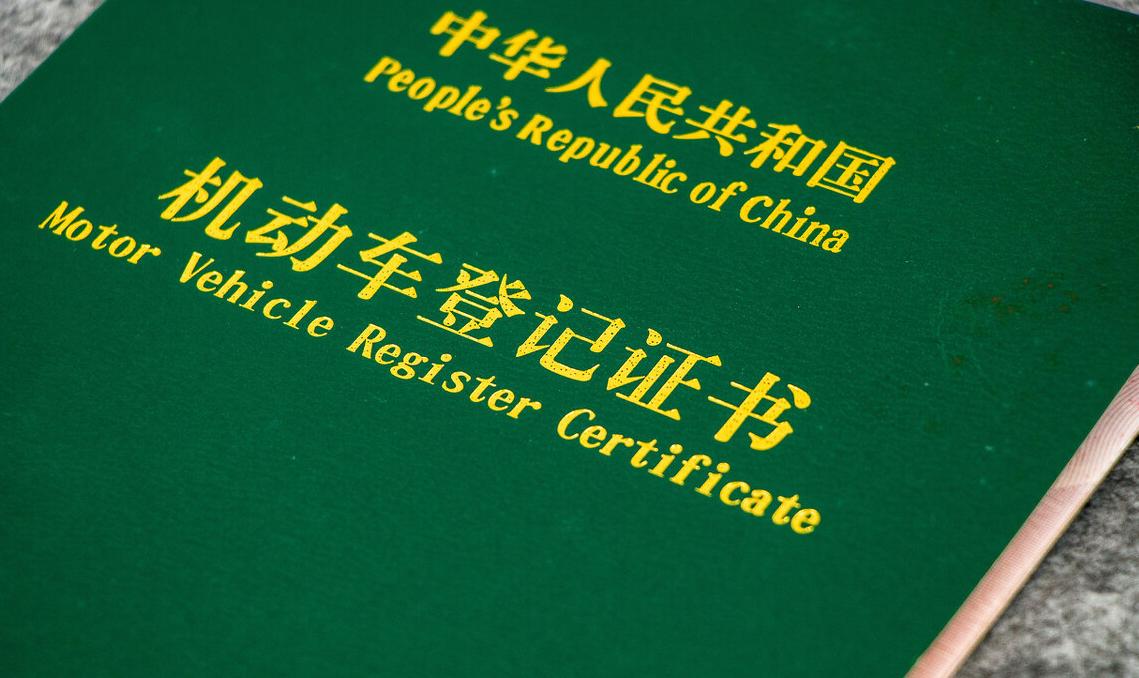 中华人民共和国
People's Republic of China
机动车登记证书
Motor Vehicle Register Certificate